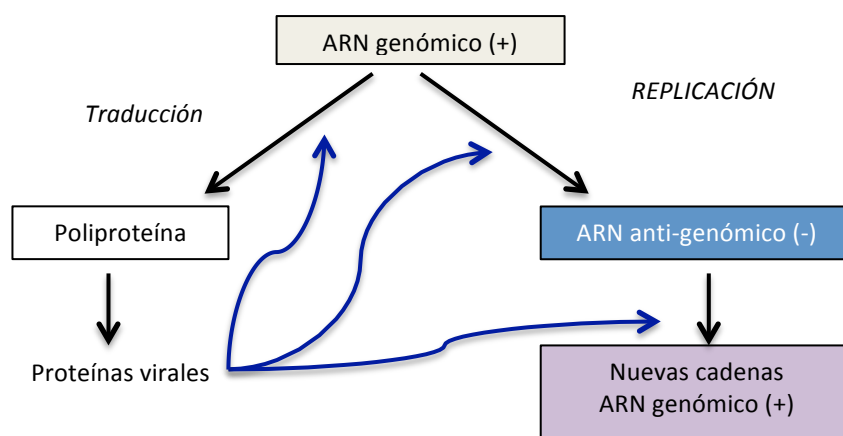 ARN genómico (+)
REPLICACIÓN
Traducción
Poliproteína
ARN anti-genómico (-)
Proteínas virales
Nuevas cadenas
ARN genómico (+)